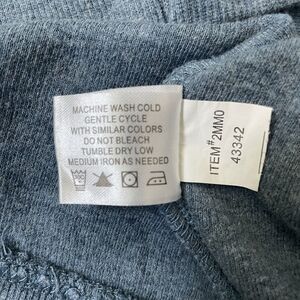 MACHINE WASH COLD
GENTLE CYCLE
WITH SIMILAR COLORS
DO NOT BLEACH
TUMBLE DRY LOW
MEDIUM IRON AS NEEDED
ITEM#2MM0
43342